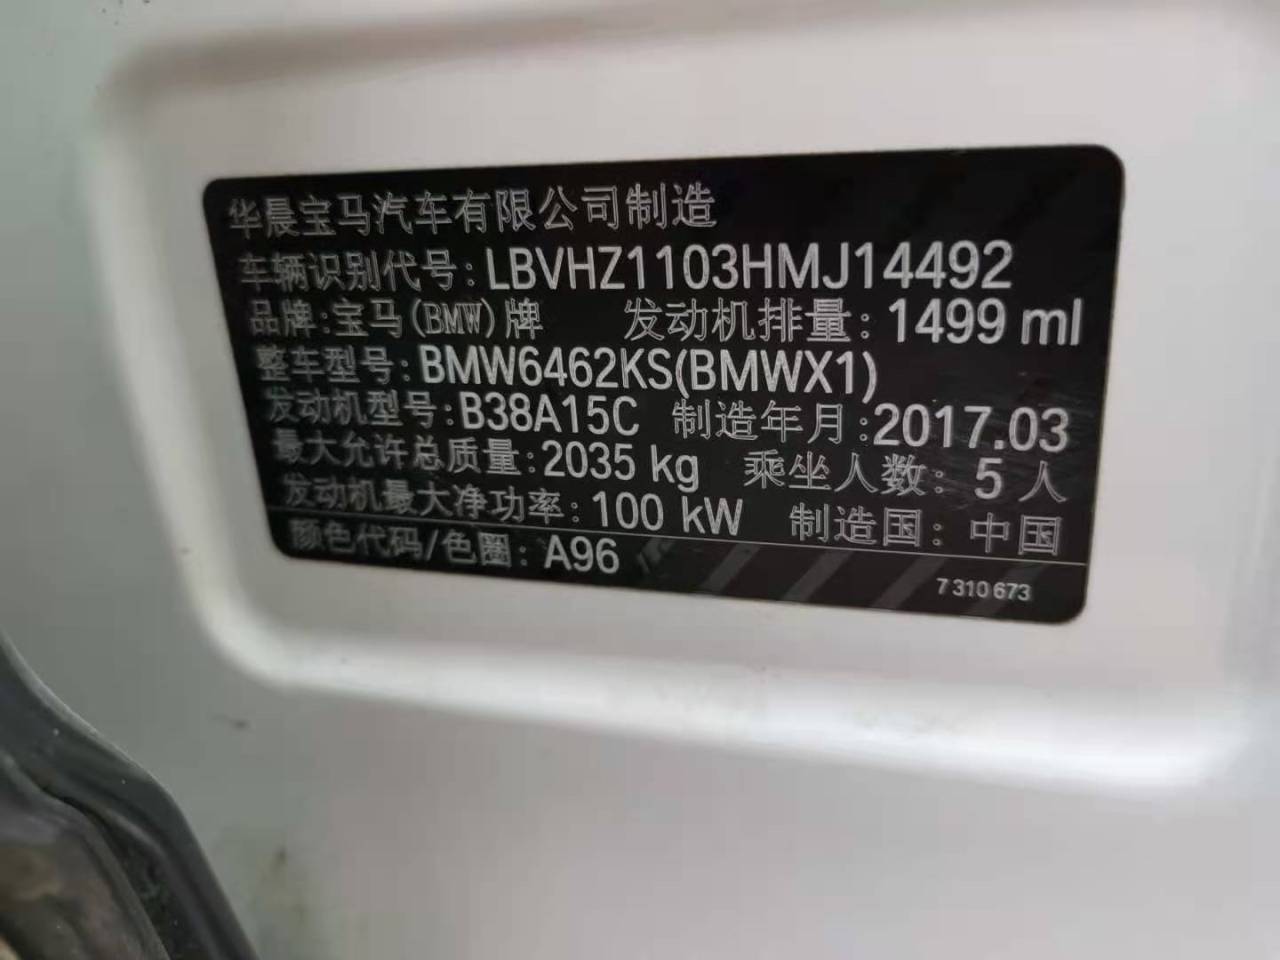 华晨宝马汽车有限公司制造
车辆识别代号: LBVHZ1103HMJ14492
品牌:宝马(BMW)牌 发动机排量: 1499 ml
整车型号: BMW6462KS(BMWX1)
发动机型号: B38A15C 制造年月:2017.03
最大允许总质量:2035 kg 乘坐人数: 5 人
发动机最大净功率: 100 kW 制造国: 中国
颜色代码/色圈: A96
7 310 673